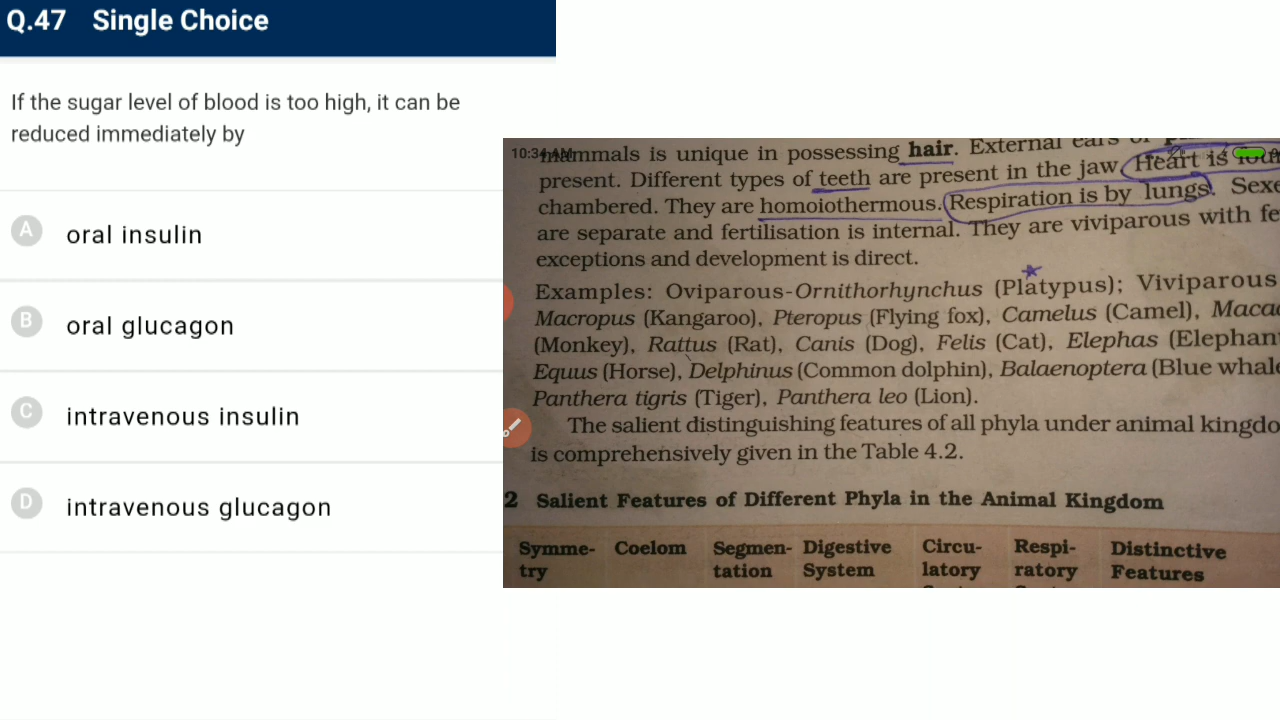 Q.47 Single Choice
If the sugar level of blood is too high, it can be
reduced immediately by
A oral insulin
B oral glucagon
C intravenous insulin
D intravenous glucagon
10:34 AM
mammals is unique in possessing hair. External ears or
present. Different types of teeth are present in the jaw. Heart is
chambered. They are homoiothermous. Respiration is by lungs.
are separate and fertilisation is internal. They are viviparous with
exceptions and development is direct.
Examples: Oviparous-Ornithorhynchus (Platypus); Viviparous
Macropus (Kangaroo), Pteropus (Flying fox), Camelus (Camel),
(Monkey), Rattus (Rat), Canis (Dog), Felis (Cat), Elephas (Elephan
Equus (Horse), Delphinus (Common dolphin), Balaenoptera (Blue whale
Panthera tigris (Tiger), Panthera leo (Lion).
The salient distinguishing features of all phyla under animal kingdo
is comprehensively given in the Table 4.2.
2 Salient Features of Different Phyla in the Animal Kingdom
Symme- Coelom Segmen- Digestive Circu- Respi- Distinctive
try tation System latory ratory Features